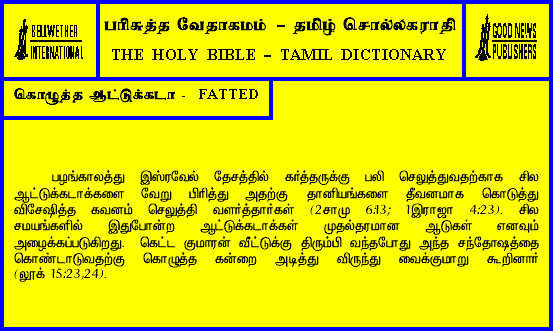 BELLWETHER
INTERNATIONAL
பரிசுத்த வேதாகமம் – தமிழ் சொல்லகராதி
THE HOLY BIBLE – TAMIL DICTIONARY
GOOD NEWS
PUBLISHERS
கொழுத்த ஆட்டுக்கடா - FATTED
பழங்காலத்து இஸ்ரவேல் தேசத்தில் கர்த்தருக்கு பலி செலுத்துவதற்காக சில
ஆட்டுக்கடாக்களை வேறு பிரித்து அதற்கு தானியங்களை தீவனமாக கொடுத்து
விசேஷித்த கவனம் செலுத்தி வளர்த்தார்கள் (2சாமு 6:13; 1இராஜா 4:23). சில
சமயங்களில் இதுபோன்ற ஆட்டுக்கடாக்கள் முதல்தரமான ஆடுகள் எனவும்
அழைக்கப்படுகிறது. கெட்ட குமாரன் வீட்டுக்கு திரும்பி வந்தபோது அந்த சந்தோஷத்தை
கொண்டாடுவதற்கு கொழுத்த கன்றை அடித்து விருந்து வைக்குமாறு கூறினார்
(லூக் 15:23,24).